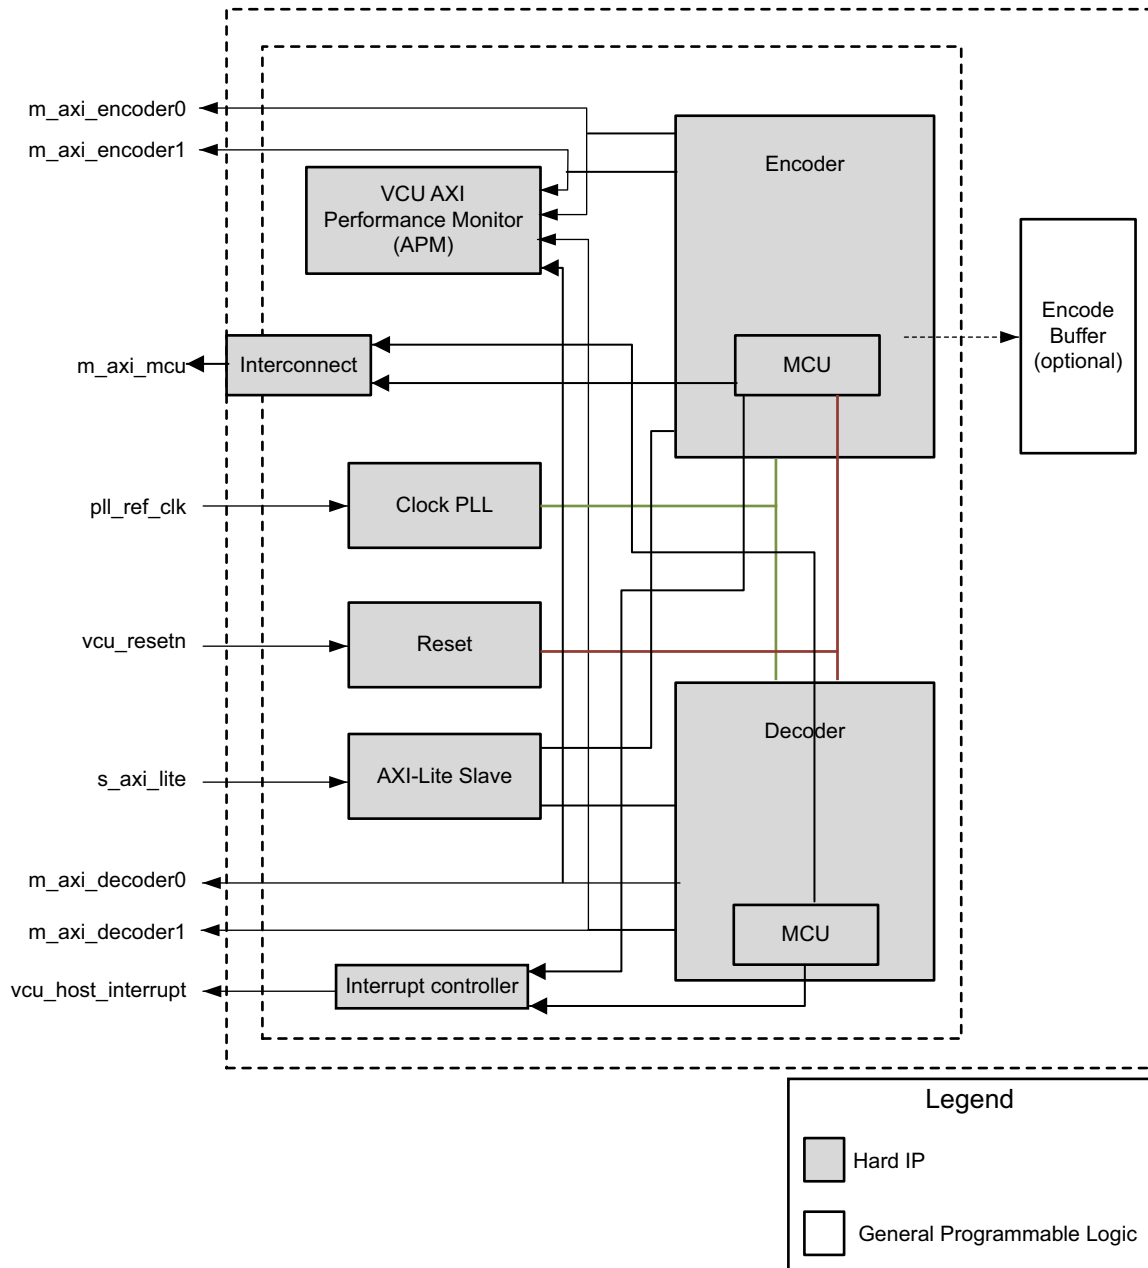 m_axi_encoder0
m_axi_encoder1
VCU AXI
Performance Monitor
(APM)
Encoder
Encode
Buffer
(optional)
m_axi_mcu
Interconnect
MCU
pll_ref_clk
Clock PLL
vcu_resetn
Reset
Decoder
s_axi_lite
AXI-Lite Slave
m_axi_decoder0
m_axi_decoder1
MCU
vcu_host_interrupt
Interrupt controller
Legend
Hard IP
General Programmable Logic